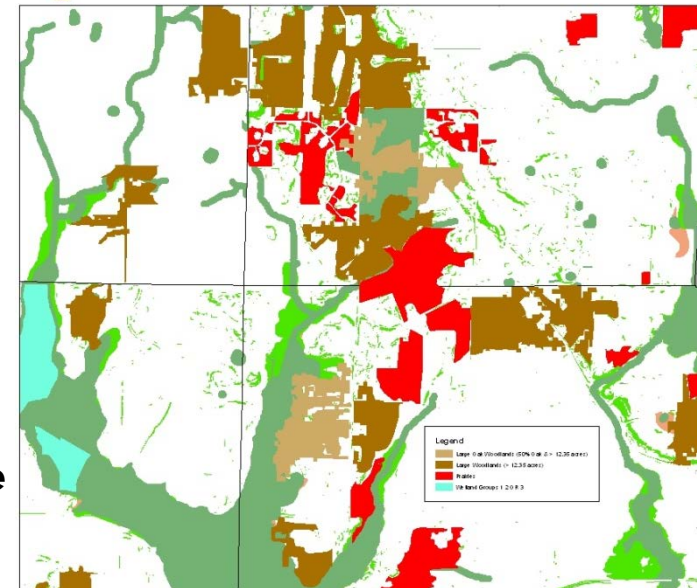 e
Legend
Large Oak Woodlands (50% Oak & > 12.35 acres)
Large Woodlands (> 12.35 acres)
Prairies
Wetland Groups 1 2 0 R 3